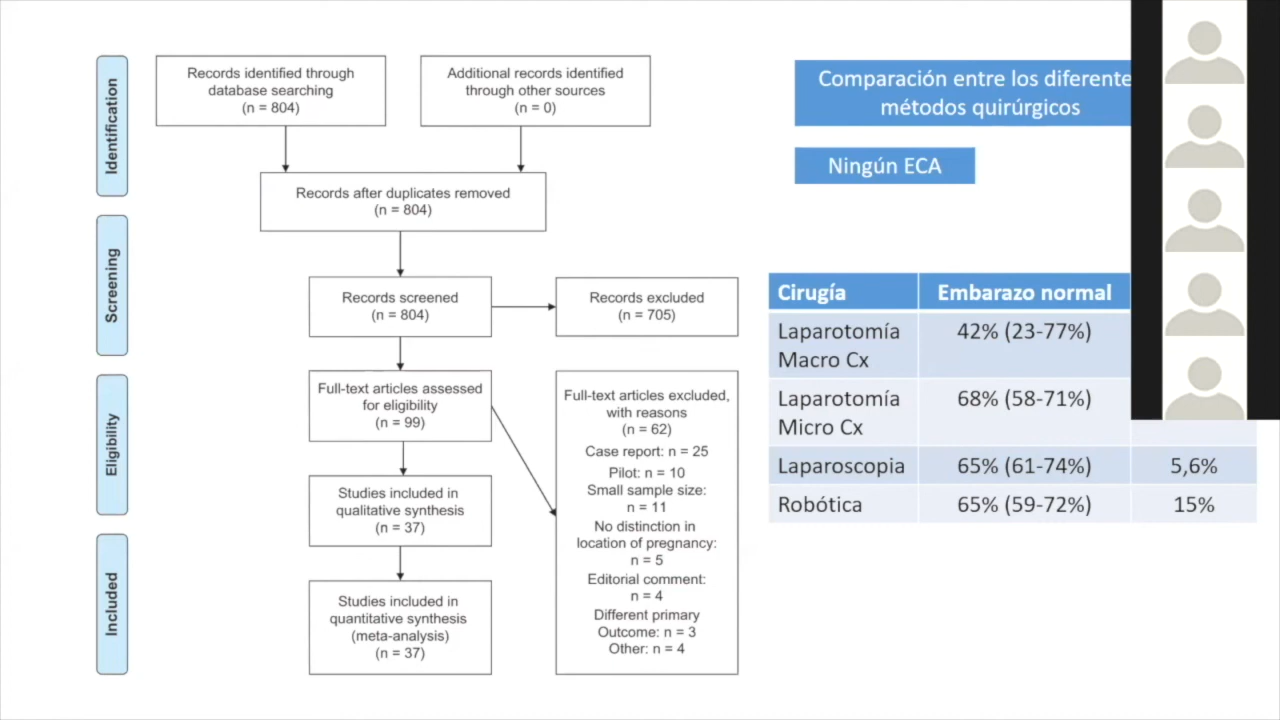 Identification
Records identified through
database searching
(n = 804)
Additional records identified
through other sources
(n = 0)
Records after duplicates removed
(n = 804)
Screening
Records screened
(n = 804)
Records excluded
(n = 705)
Eligibility
Full-text articles assessed
for eligibility
(n = 99)
Full-text articles excluded,
with reasons
(n = 62)
Case report: n = 25
Pilot: n = 10
Small sample size:
n = 11
No distinction in
location of pregnancy:
n = 5
Editorial comment:
n = 4
Different primary
Outcome: n = 3
Other: n = 4
Studies included in
qualitative synthesis
(n = 37)
Included
Studies included in
quantitative synthesis
(meta-analysis)
(n = 37)
Comparación entre los diferente
métodos quirúrgicos
Ningún ECA
Cirugía Embarazo normal
Laparotomía 42% (23-77%)
Macro Cx
Laparotomía 68% (58-71%)
Micro Cx
Laparoscopia 65% (61-74%) 5,6%
Robótica 65% (59-72%) 15%